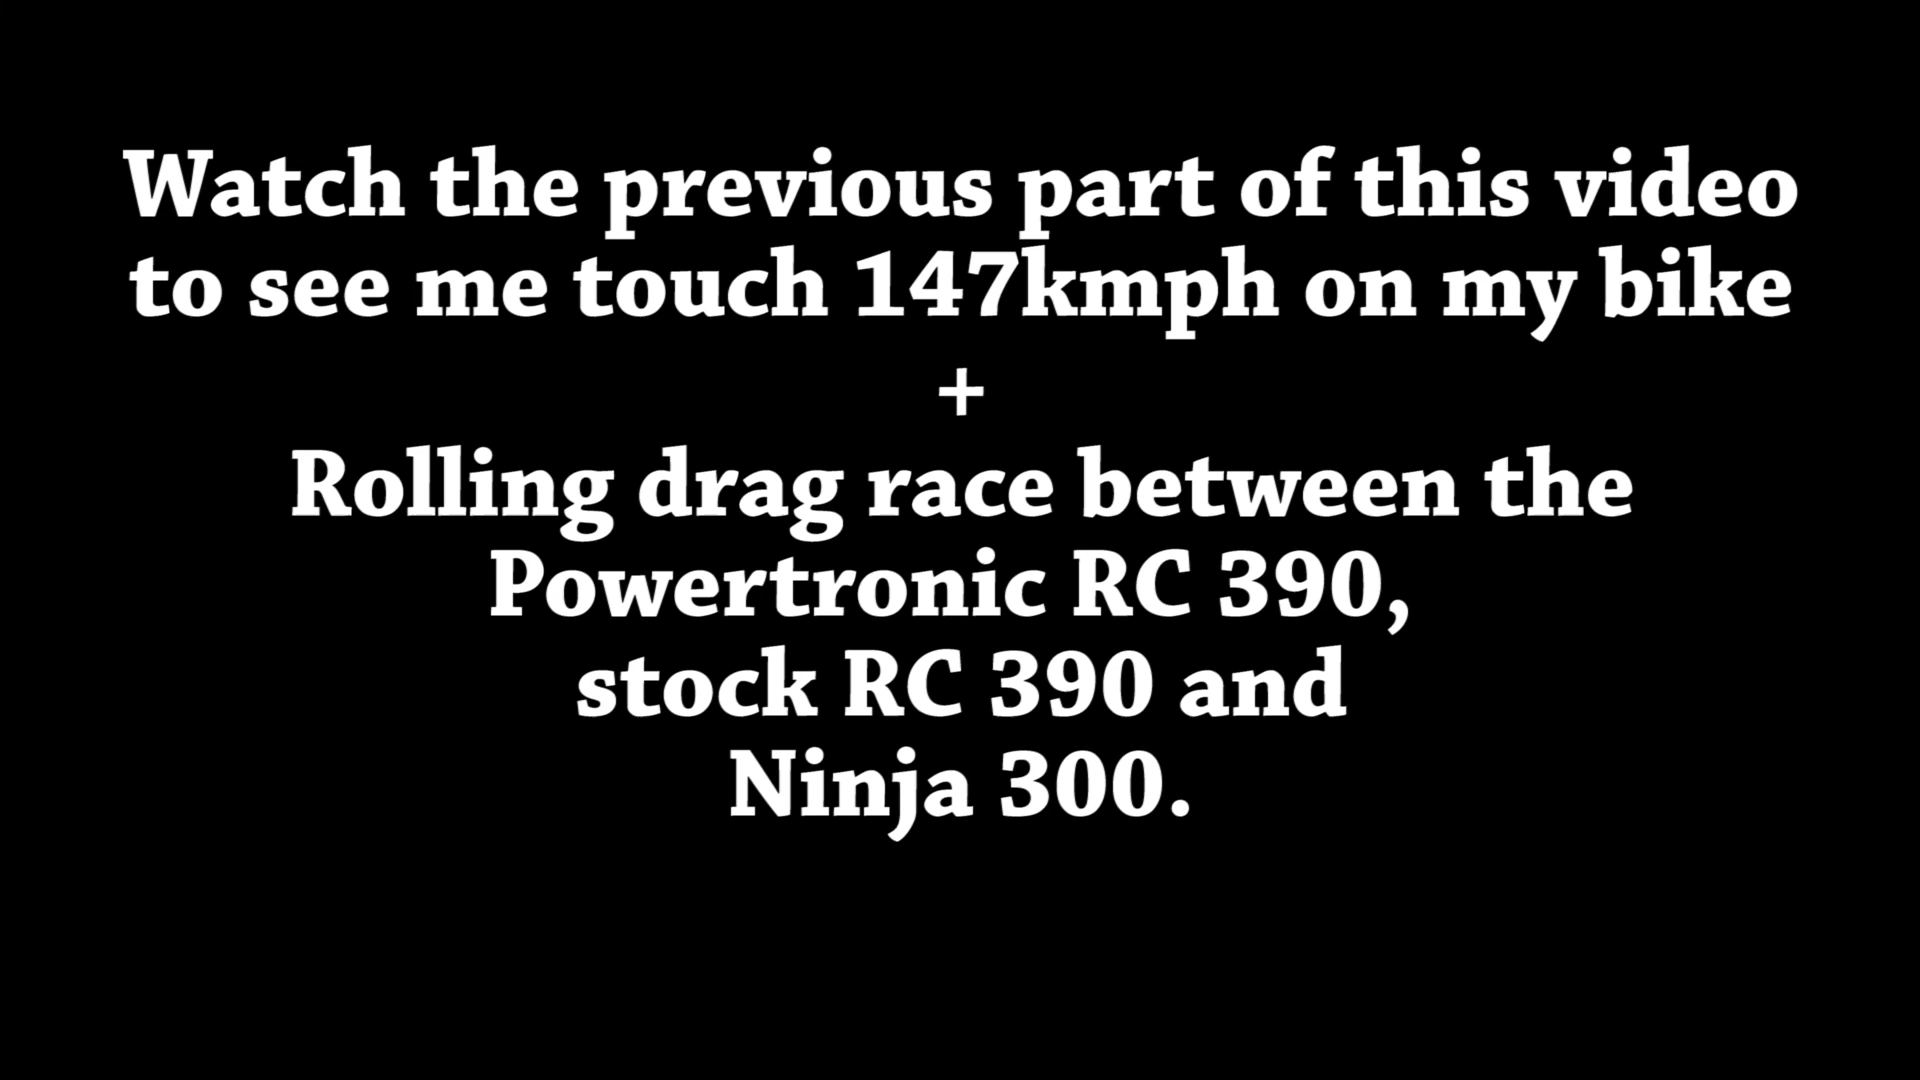 Watch the previous part of this video
to see me touch 147kmph on my bike
+
Rolling drag race between the
Powertronic RC 390,
stock RC 390 and
Ninja 300.